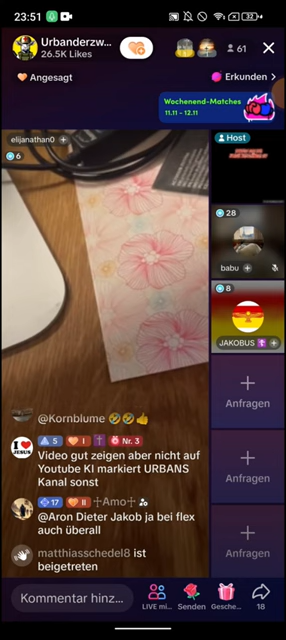 23:51
32
Urbanderzw...
26.5K Likes
61
Angesagt
Erkunden >
Wochenend-Matches
11.11 - 12.11
elijanathan0 +
6
Host
28
babu +
8
JAKOBUS +
Anfragen
Anfragen
Anfragen
@Kornblume 🤣🤣👍
I ❤ JESUS
5 I Nr. 3
Video gut zeigen aber nicht auf
Youtube KI markiert URBANS
Kanal sonst
17 II ✝Amo✝
@Aron Dieter Jakob ja bei flex
auch überall
matthiasschedel8 ist
beigetreten
Kommentar hinz...
LIVE mi...
Senden
Gesche...
18